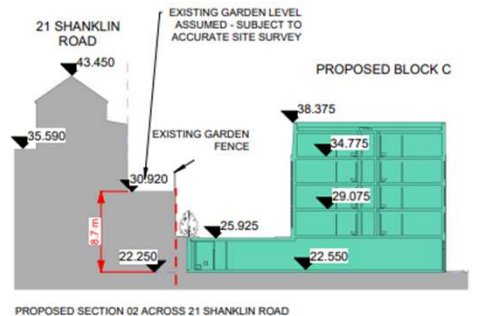 EXISTING GARDEN LEVEL
ASSUMED - SUBJECT TO
ACCURATE SITE SURVEY
21 SHANKLIN
ROAD
43.450
PROPOSED BLOCK C
38.375
35.590
EXISTING GARDEN
FENCE
34.775
30.920
29.075
25.925
8.7 m
22.250
22.550
PROPOSED SECTION 02 ACROSS 21 SHANKLIN ROAD